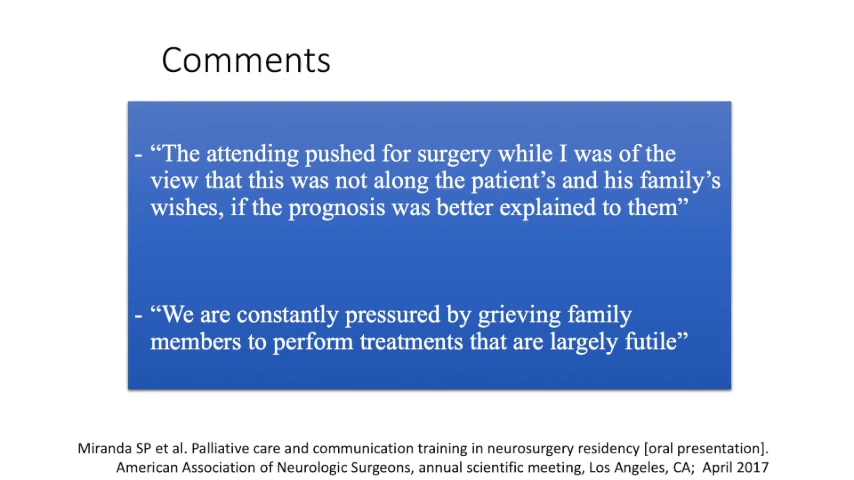 Comments
- “The attending pushed for surgery while I was of the
view that this was not along the patient’s and his family’s
wishes, if the prognosis was better explained to them”
- “We are constantly pressured by grieving family
members to perform treatments that are largely futile”
Miranda SP et al. Palliative care and communication training in neurosurgery residency [oral presentation].
American Association of Neurologic Surgeons, annual scientific meeting, Los Angeles, CA;  April 2017